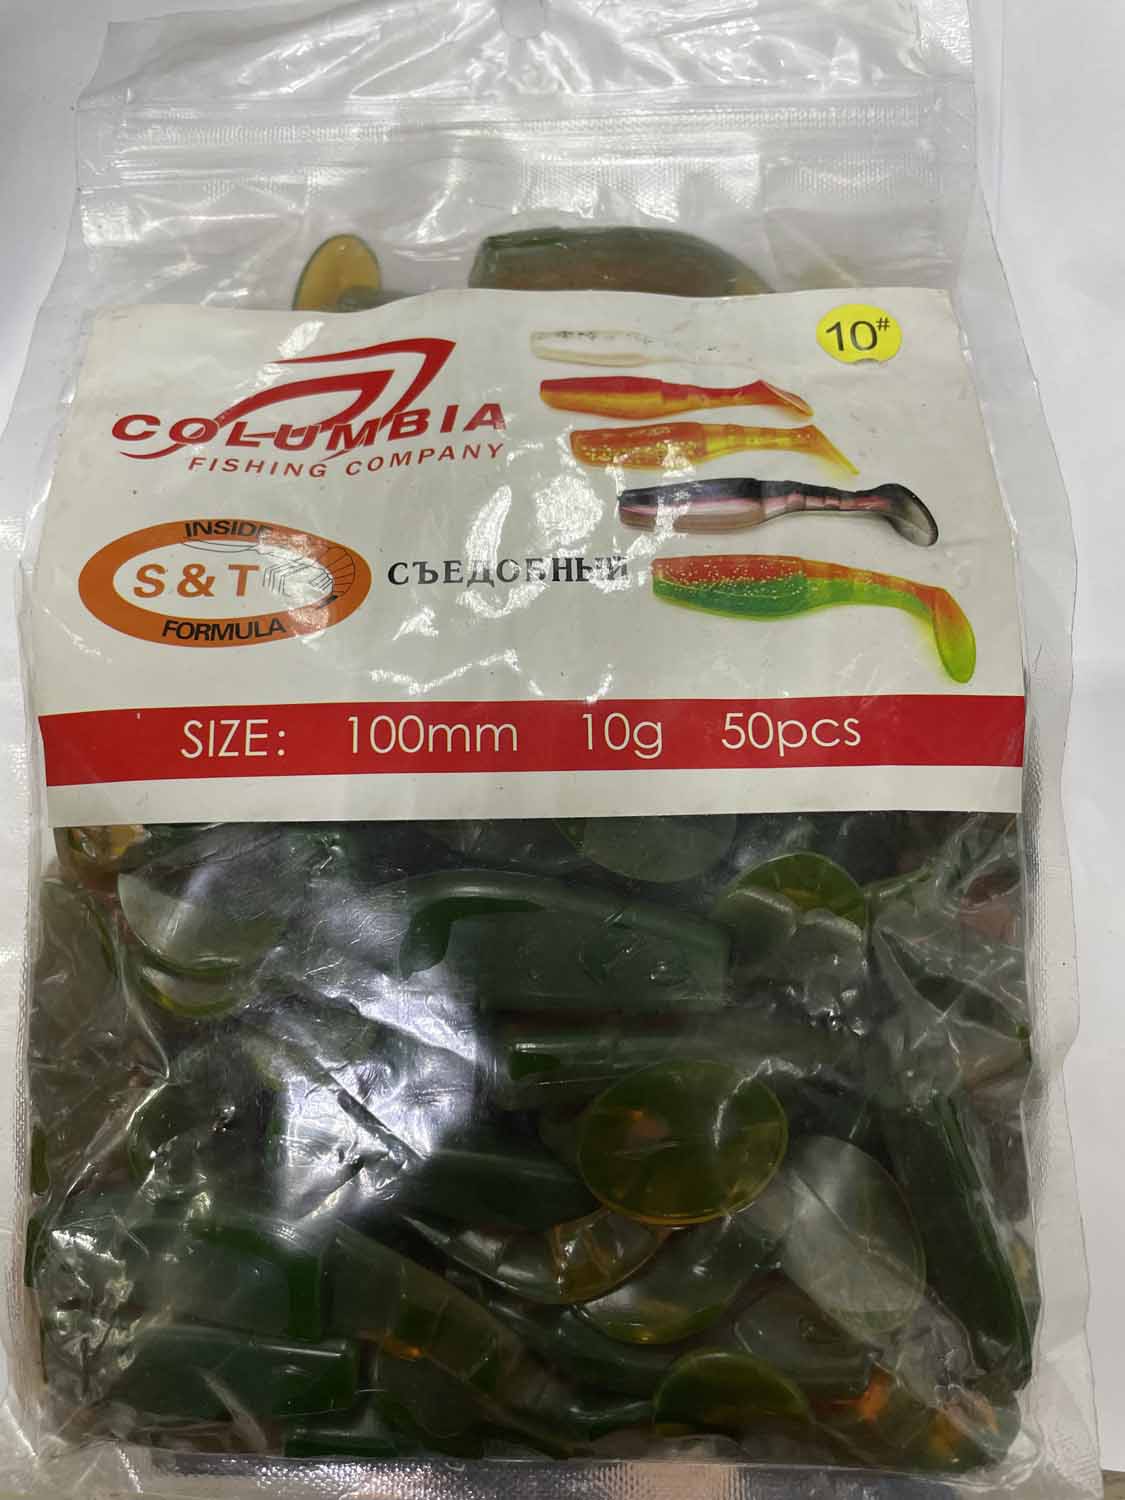 10#
COLUMBIA
FISHING COMPANY
INSIDE
S & T
FORMULA
СЪЕДОБНЫЙ
SIZE: 100mm 10g 50pcs